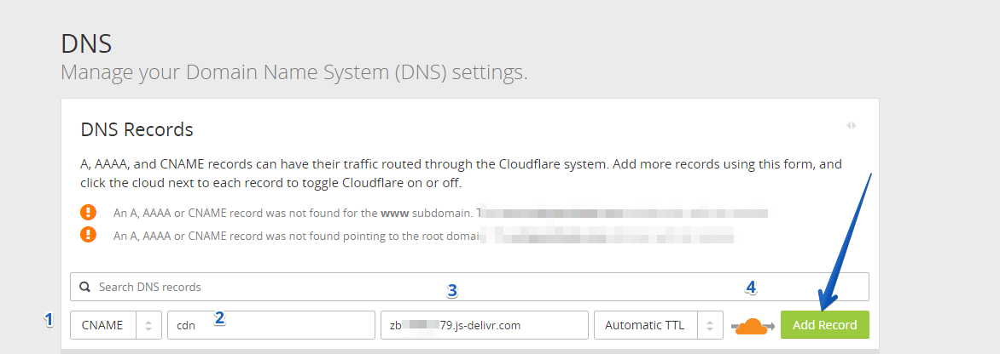 DNS
Manage your Domain Name System (DNS) settings.
DNS Records
A, AAAA, and CNAME records can have their traffic routed through the Cloudflare system. Add more records using this form, and
click the cloud next to each record to toggle Cloudflare on or off.
An A, AAAA or CNAME record was not found for the www subdomain.
An A, AAAA or CNAME record was not found pointing to the root
Search DNS records
3
4
1 CNAME cdn 2 zb 79.js-delivr.com Automatic TTL Add Record